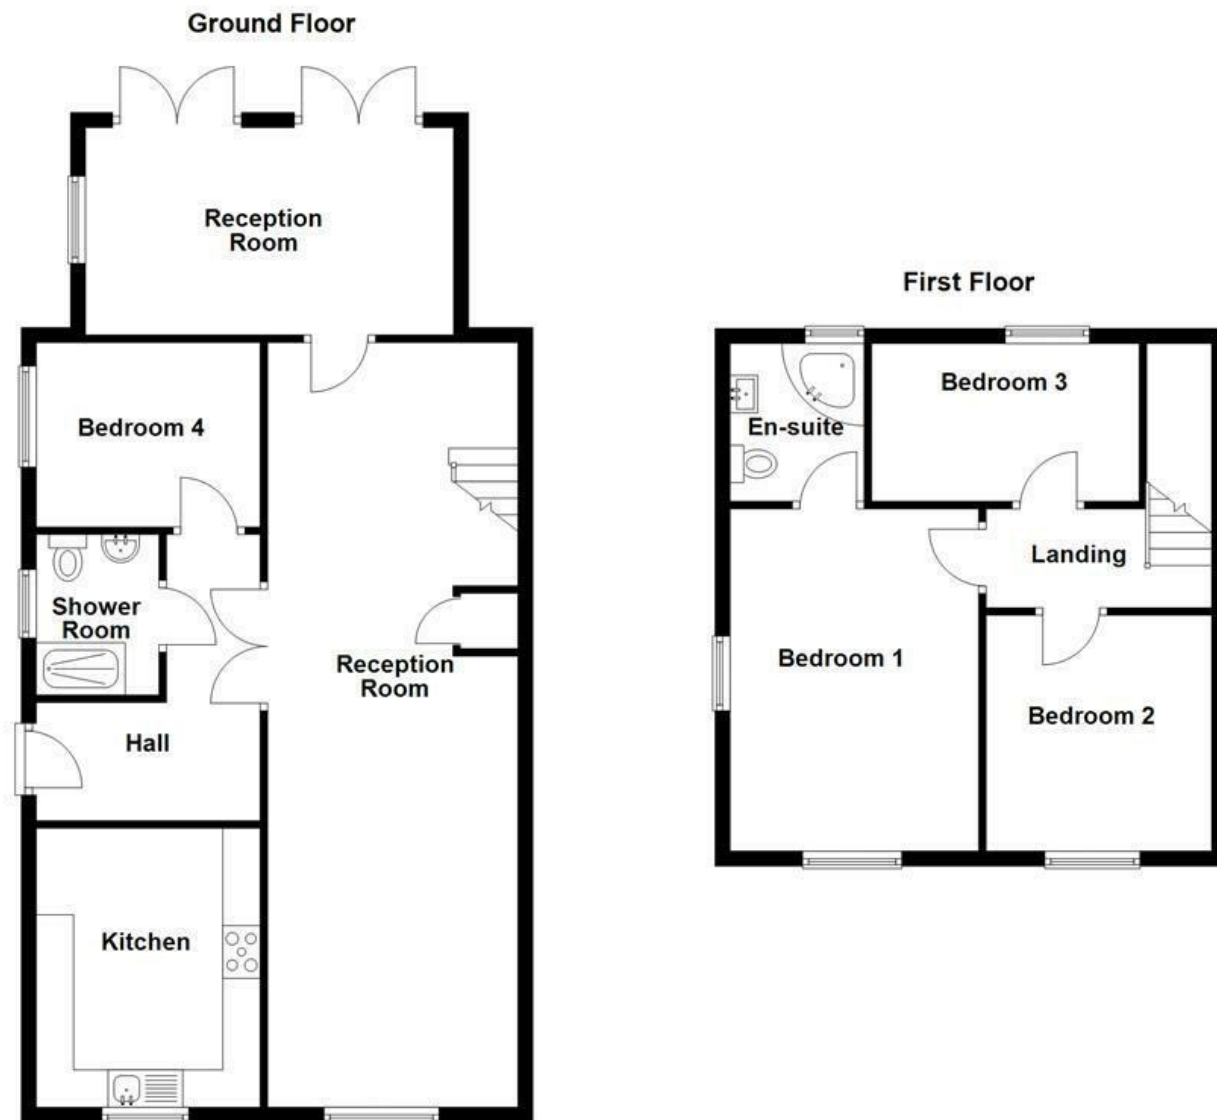 Ground Floor
Reception
Room
Bedroom 4
Shower
Room
Reception
Room
Hall
Kitchen
First Floor
Bedroom 3
En-suite
Landing
Bedroom 1
Bedroom 2